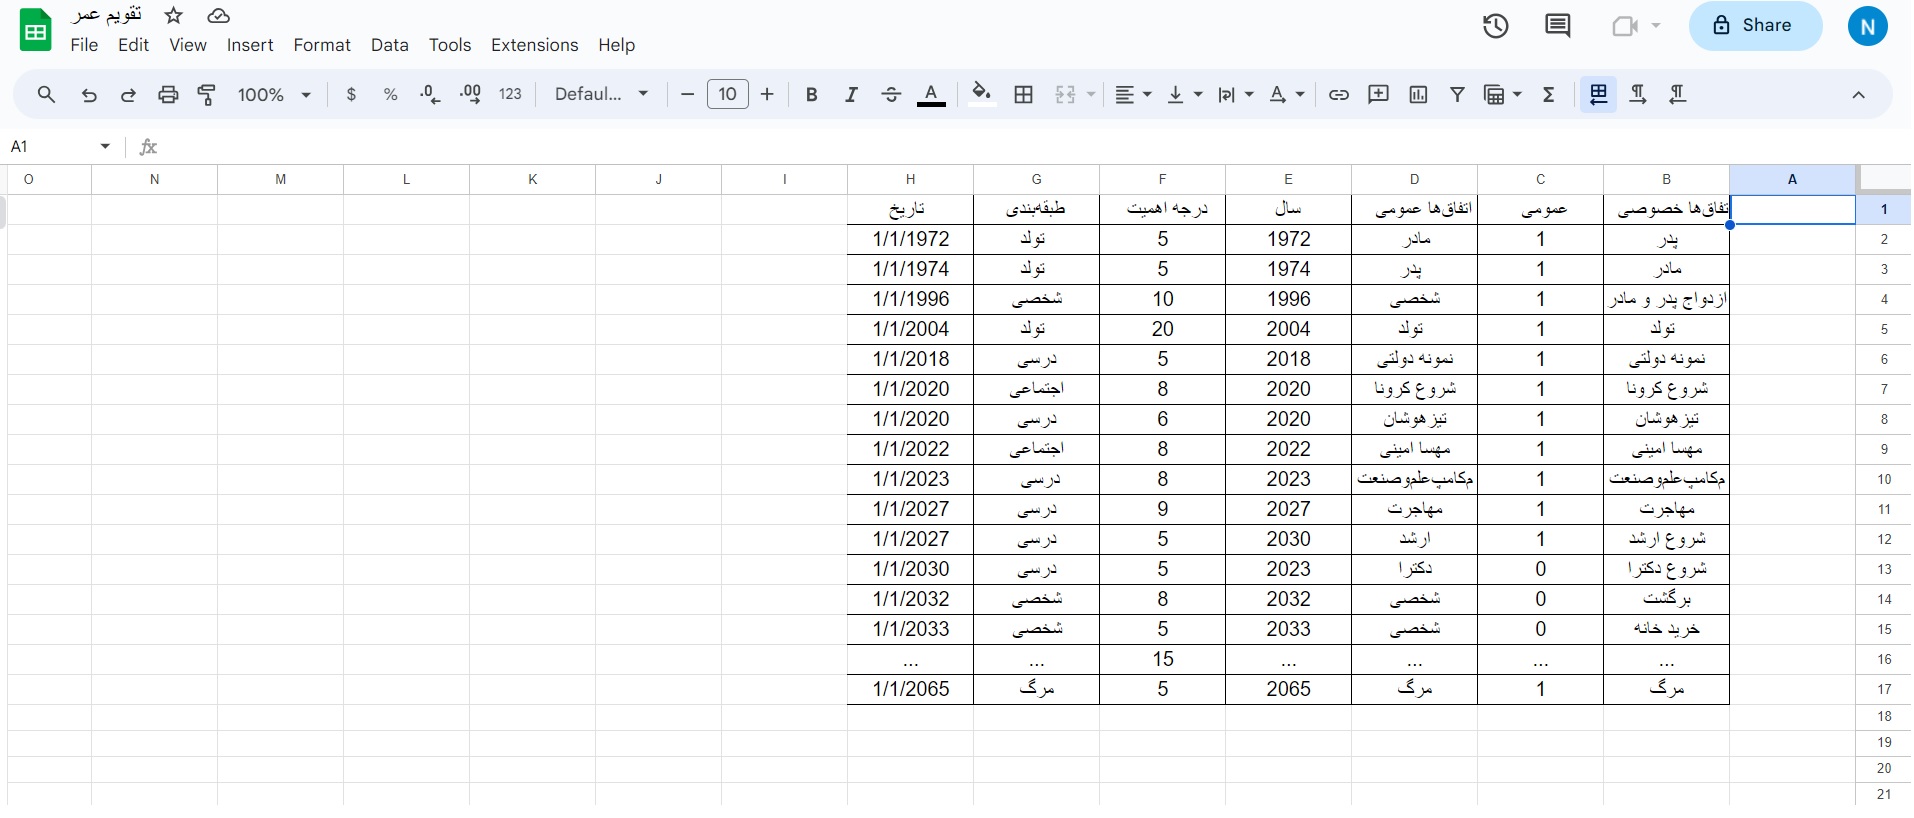 تقویم عمر
File Edit View Insert Format Data Tools Extensions Help
Share
N
100% $ % .0 .00 123 Defaul... − 10 + B I A Σ
A1 fx
O N M L K J I H G F E D C B A
تفاق‌ها خصوصی عمومی اتفاق‌ها عمومی سال درجه اهمیت طبقه‌بندی تاریخ 1
پدر 1 مادر 1972 5 تولد 1/1/1972 2
مادر 1 پدر 1974 5 تولد 1/1/1974 3
ازدواج پدر و مادر 1 شخصی 1996 10 شخصی 1/1/1996 4
تولد 1 تولد 2004 20 تولد 1/1/2004 5
نمونه دولتی 1 نمونه دولتی 2018 5 درسی 1/1/2018 6
شروع کرونا 1 شروع کرونا 2020 8 اجتماعی 1/1/2020 7
تیزهوشان 1 تیزهوشان 2020 6 درسی 1/1/2020 8
مهسا امینی 1 مهسا امینی 2022 8 اجتماعی 1/1/2022 9
م‌کامپ‌علم‌وصنعت 1 م‌کامپ‌علم‌وصنعت 2023 8 درسی 1/1/2023 10
مهاجرت 1 مهاجرت 2027 9 درسی 1/1/2027 11
شروع ارشد 1 ارشد 2030 5 درسی 1/1/2027 12
شروع دکترا 0 دکترا 2023 5 درسی 1/1/2030 13
برگشت 0 شخصی 2032 8 شخصی 1/1/2032 14
خرید خانه 0 شخصی 2033 5 شخصی 1/1/2033 15
... ... ... ... 15 ... ... 16
مرگ 1 مرگ 2065 5 مرگ 1/1/2065 17
18
19
20
21